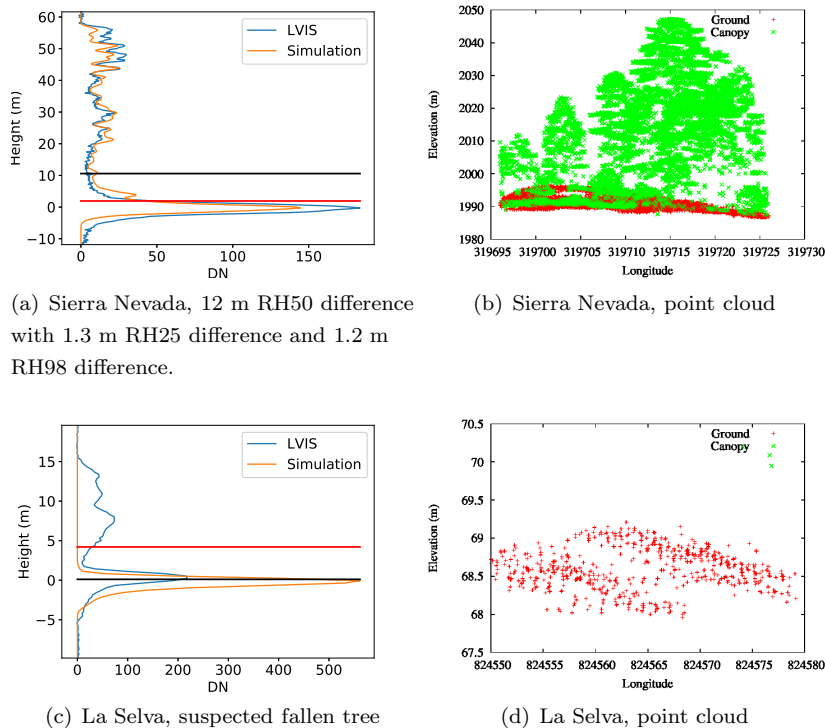 60
50
40
30
20
10
0
−10
Height (m)
0 50 100 150
DN
LVIS
Simulation
2050
2040
2030
2020
2010
2000
1990
1980
Elevation (m)
319695 319700 319705 319710 319715 319720 319725 319730
Longitude
Ground
Canopy
(a) Sierra Nevada, 12 m RH50 difference
with 1.3 m RH25 difference and 1.2 m
RH98 difference.
(b) Sierra Nevada, point cloud
15
10
5
0
−5
Height (m)
0 100 200 300 400 500
DN
LVIS
Simulation
70.5
70
69.5
69
68.5
68
67.5
Elevation (m)
824550 824555 824560 824565 824570 824575 824580
Longitude
Ground
Canopy
(c) La Selva, suspected fallen tree
(d) La Selva, point cloud